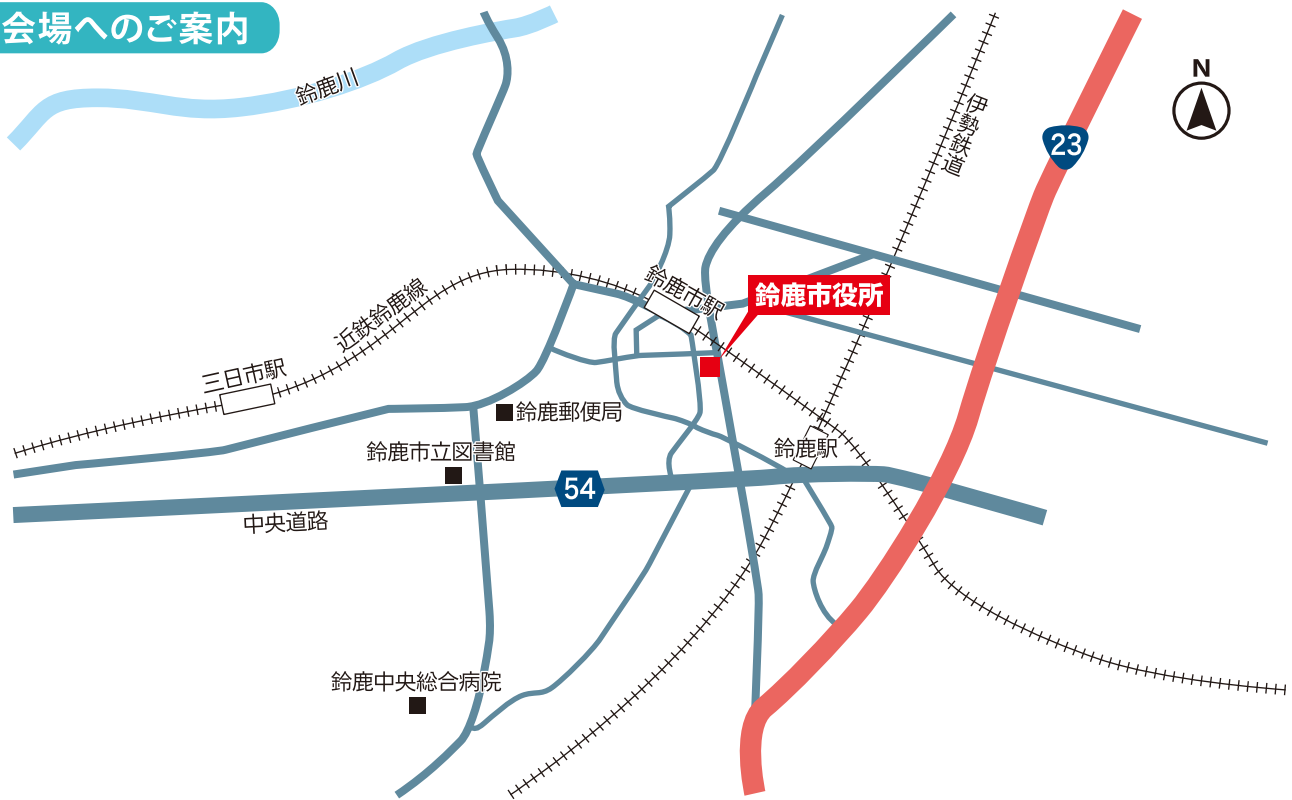 会場へのご案内
鈴鹿川
N
伊勢鉄道
23
鈴鹿市駅
鈴鹿市役所
近鉄鈴鹿線
三日市駅
鈴鹿郵便局
鈴鹿市立図書館
鈴鹿駅
54
中央道路
鈴鹿中央総合病院